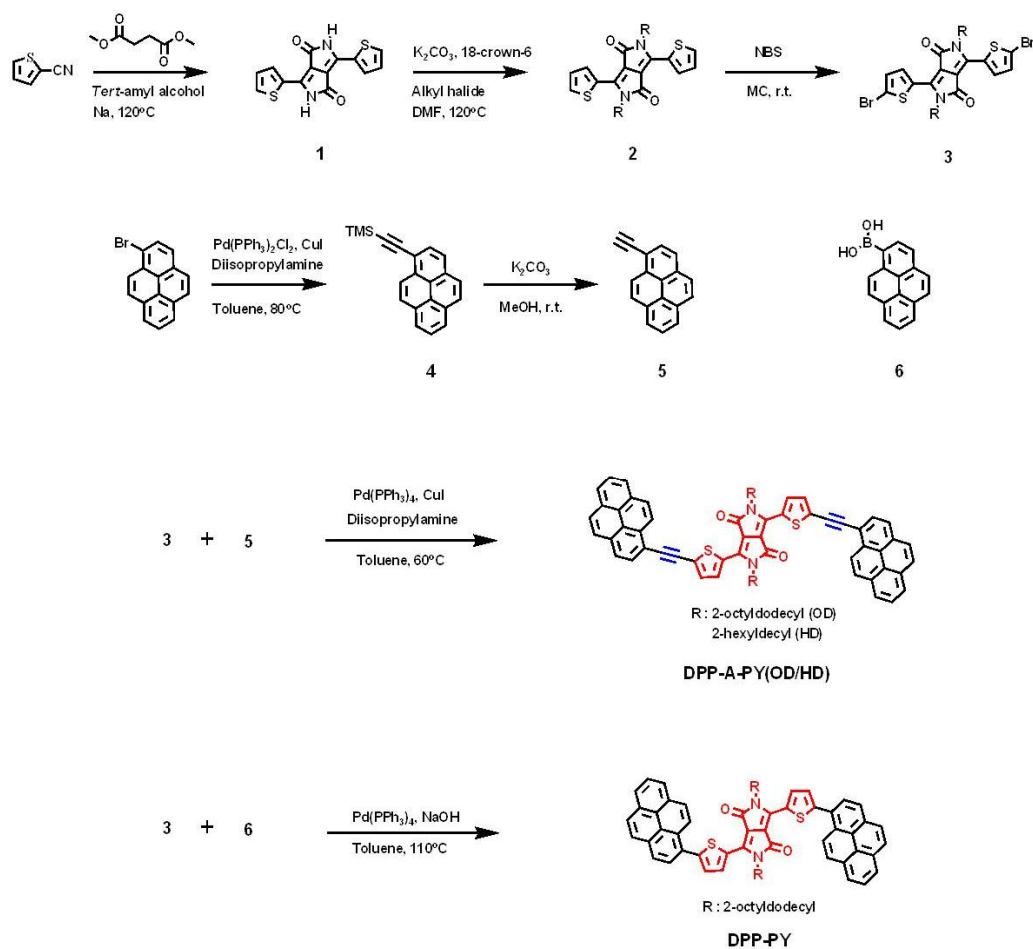 O
O
O
O
S
CN
Tert-amyl alcohol
Na, 120°C
H
O
N
S
S
N
O
H
1
K2CO3, 18-crown-6
Alkyl halide
DMF, 120°C
R
O
N
S
S
N
O
R
2
NBS
MC, r.t.
R
Br
O
N
S
S
Br
N
O
R
3
Br
Pd(PPh3)2Cl2, CuI
Diisopropylamine
Toluene, 80°C
TMS
4
K2CO3
MeOH, r.t.
5
OH
B
HO
6
3 + 5
Pd(PPh3)4, CuI
Diisopropylamine
Toluene, 60°C
R
O
N
S
S
N
O
R
R : 2-octyldodecyl (OD)
2-hexyldecyl (HD)
DPP-A-PY(OD/HD)
3 + 6
Pd(PPh3)4, NaOH
Toluene, 110°C
R
O
N
S
S
N
O
R
R : 2-octyldodecyl
DPP-PY